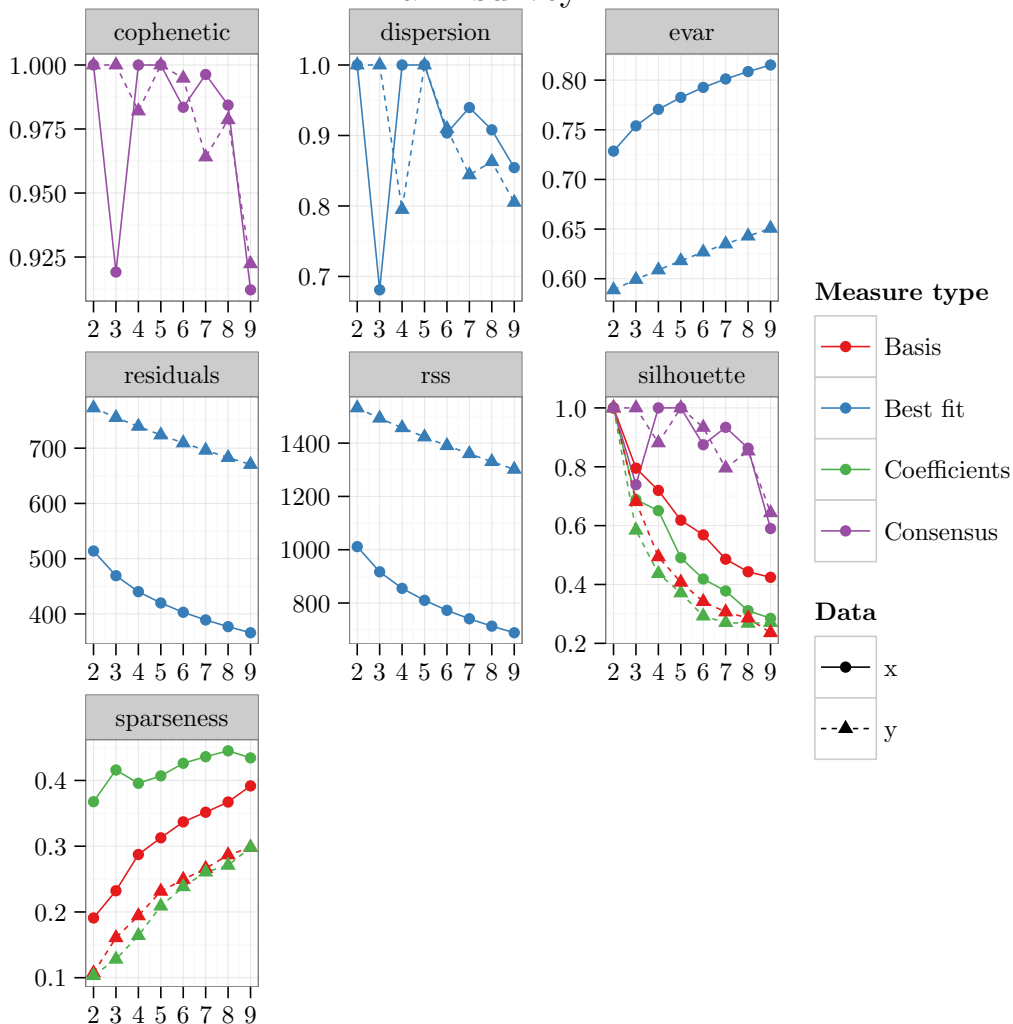 cophenetic
dispersion
evar
1.000
0.975
0.950
0.925
2 3 4 5 6 7 8 9
1.0
0.9
0.8
0.7
2 3 4 5 6 7 8 9
0.80
0.75
0.70
0.65
0.60
2 3 4 5 6 7 8 9
residuals
rss
silhouette
700
600
500
400
2 3 4 5 6 7 8 9
1400
1200
1000
800
2 3 4 5 6 7 8 9
1.0
0.8
0.6
0.4
0.2
2 3 4 5 6 7 8 9
sparseness
0.4
0.3
0.2
0.1
2 3 4 5 6 7 8 9
Measure type
Basis
Best fit
Coefficients
Consensus
Data
x
y